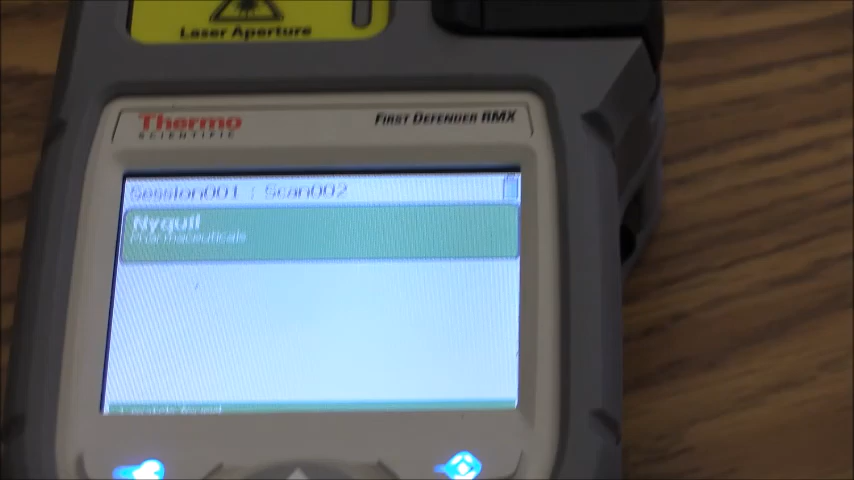 Laser Aperture
Thermo
SCIENTIFIC
FIRST DEFENDER RMX
Session001 : Scan002
Nyquil
Pharmaceuticals